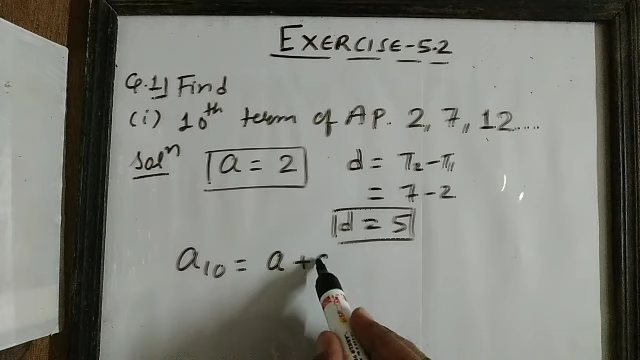 EXERCISE-5.2
Q.1] Find
(i) 10th term of AP. 2, 7, 12....
Solⁿ a = 2 d = T₂-T₁
= 7-2
d = 5
a₁₀ = a +